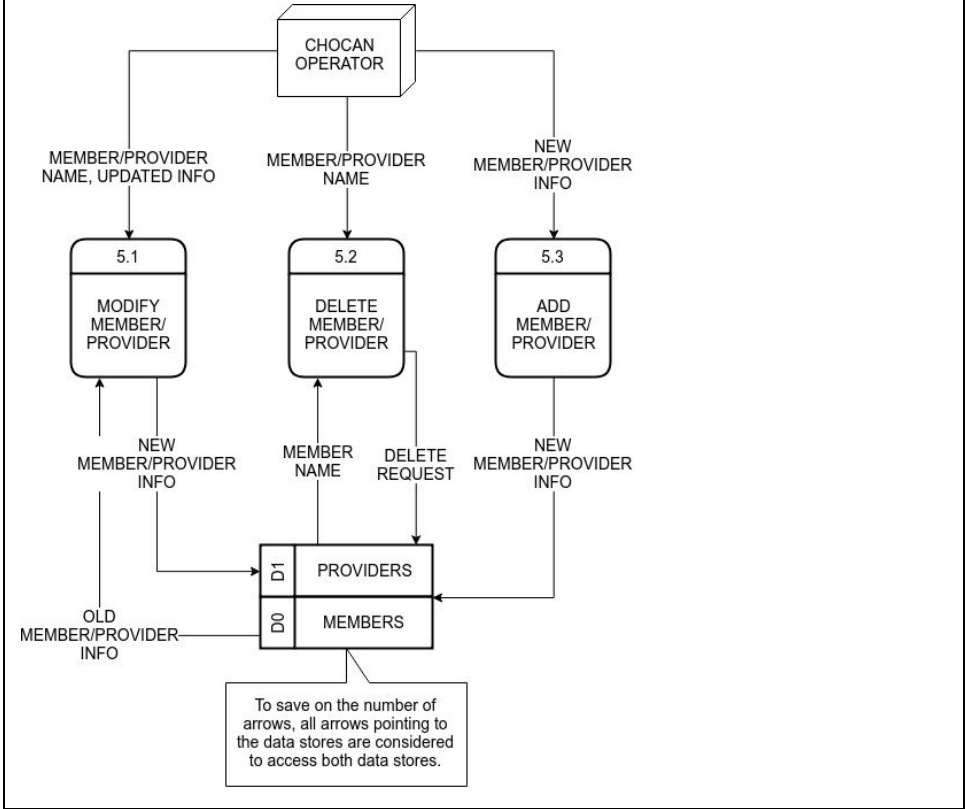 CHOCAN
OPERATOR
MEMBER/PROVIDER
NAME, UPDATED INFO
MEMBER/PROVIDER
NAME
NEW
MEMBER/PROVIDER
INFO
5.1
MODIFY
MEMBER/
PROVIDER
5.2
DELETE
MEMBER/
PROVIDER
5.3
ADD
MEMBER/
PROVIDER
NEW
MEMBER/PROVIDER
INFO
MEMBER
NAME
DELETE
REQUEST
NEW
MEMBER/PROVIDER
INFO
D1
PROVIDERS
D0
MEMBERS
OLD
MEMBER/PROVIDER
INFO
To save on the number of
arrows, all arrows pointing to
the data stores are considered
to access both data stores.